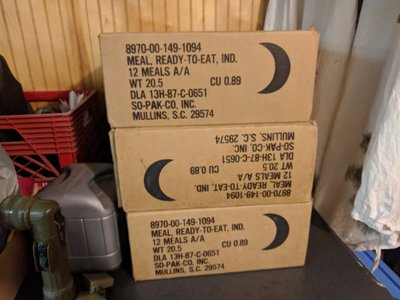 8970-00-149-1094
MEAL, READY-TO-EAT, IND.
12 MEALS A/A
WT 20.5 CU 0.89
DLA 13H-87-C-0651
SO-PAK-CO, INC.
MULLINS, S.C. 29574
8970-00-149-1094
MEAL, READY-TO-EAT, IND.
12 MEALS A/A
WT 20.5 CU 0.89
DLA 13H-87-C-0651
SO-PAK-CO, INC.
MULLINS, S.C. 29574
8970-00-149-1094
MEAL, READY-TO-EAT, IND.
12 MEALS A/A
WT 20.5 CU 0.89
DLA 13H-87-C-0651
SO-PAK-CO, INC.
MULLINS, S.C. 29574